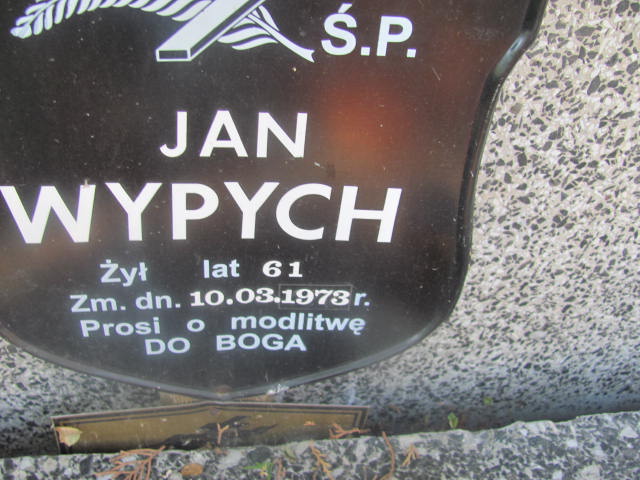 Ś.P.
JAN
WYPYCH
Żył lat 61
Zm. dn. 10.03.1973 r.
Prosi o modlitwę
DO BOGA